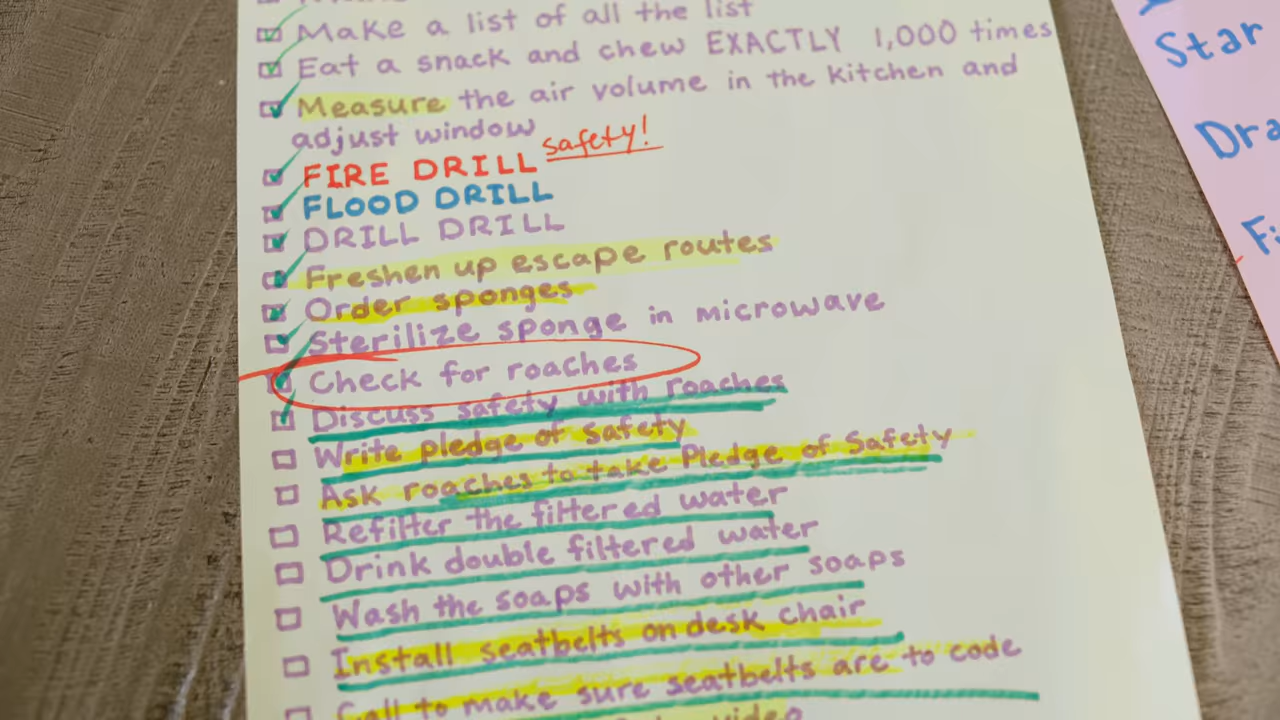 Make a list of all the list
Eat a snack and chew EXACTLY 1,000 times
Measure the air volume in the kitchen and
adjust window
FIRE DRILL safety!
FLOOD DRILL
DRILL DRILL
Freshen up escape routes
Order sponges
Sterilize sponge in microwave
Check for roaches
Discuss safety with roaches
Write pledge of safety
Ask roaches to take Pledge of Safety
Refilter the filtered water
Drink double filtered water
Wash the soaps with other soaps
Install seatbelts on desk chair
Call to make sure seatbelts are to code
video
Star
Dra
Fi